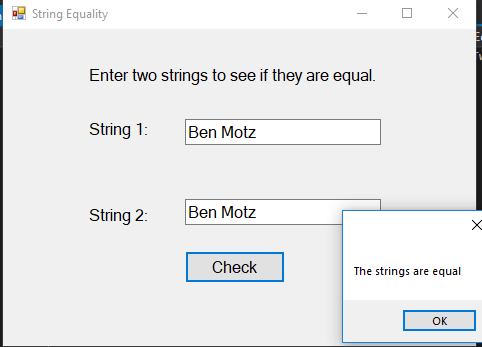 String Equality
Enter two strings to see if they are equal.
String 1:
Ben Motz
String 2:
Ben Motz
Check
The strings are equal
OK